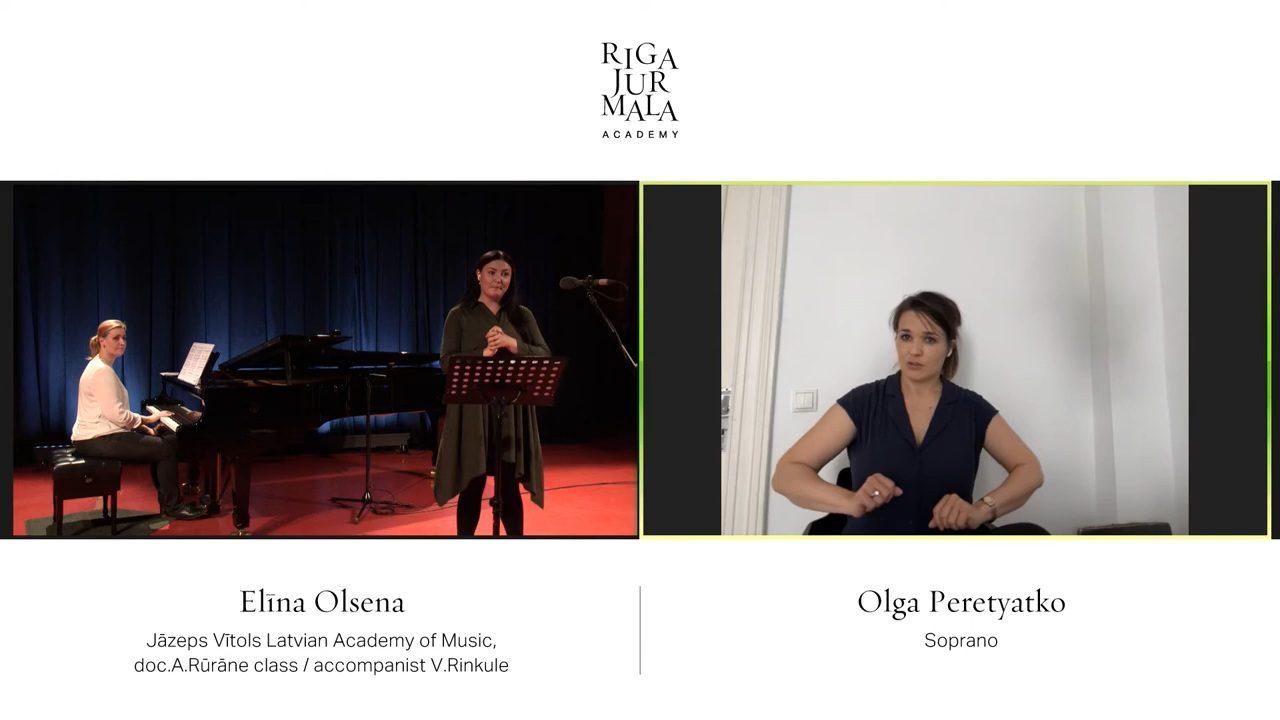 RIGA
JUR
MALA
ACADEMY
Elīna Olsena
Jāzeps Vītols Latvian Academy of Music,
doc.A.Rūrāne class / accompanist V.Rinkule
Olga Peretyatko
Soprano